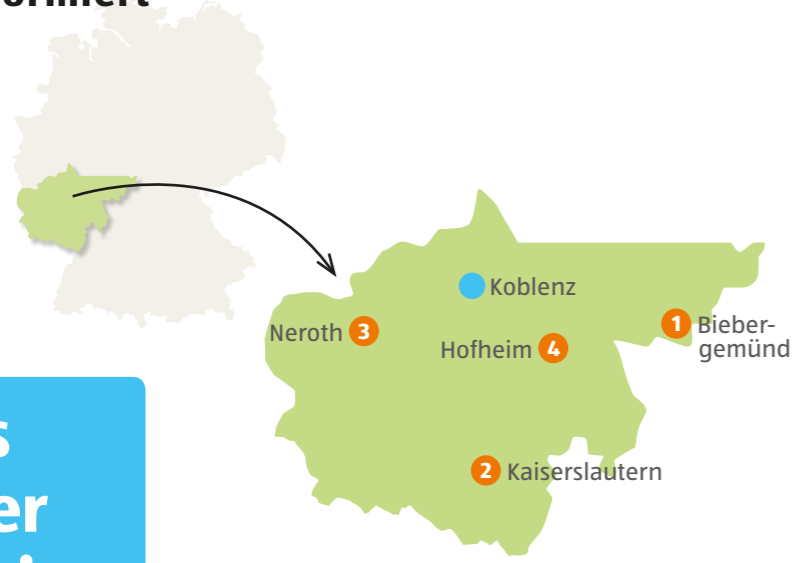 Koblenz
Neroth 3
1 Bieber-
gemünd
Hofheim 4
2 Kaiserslautern